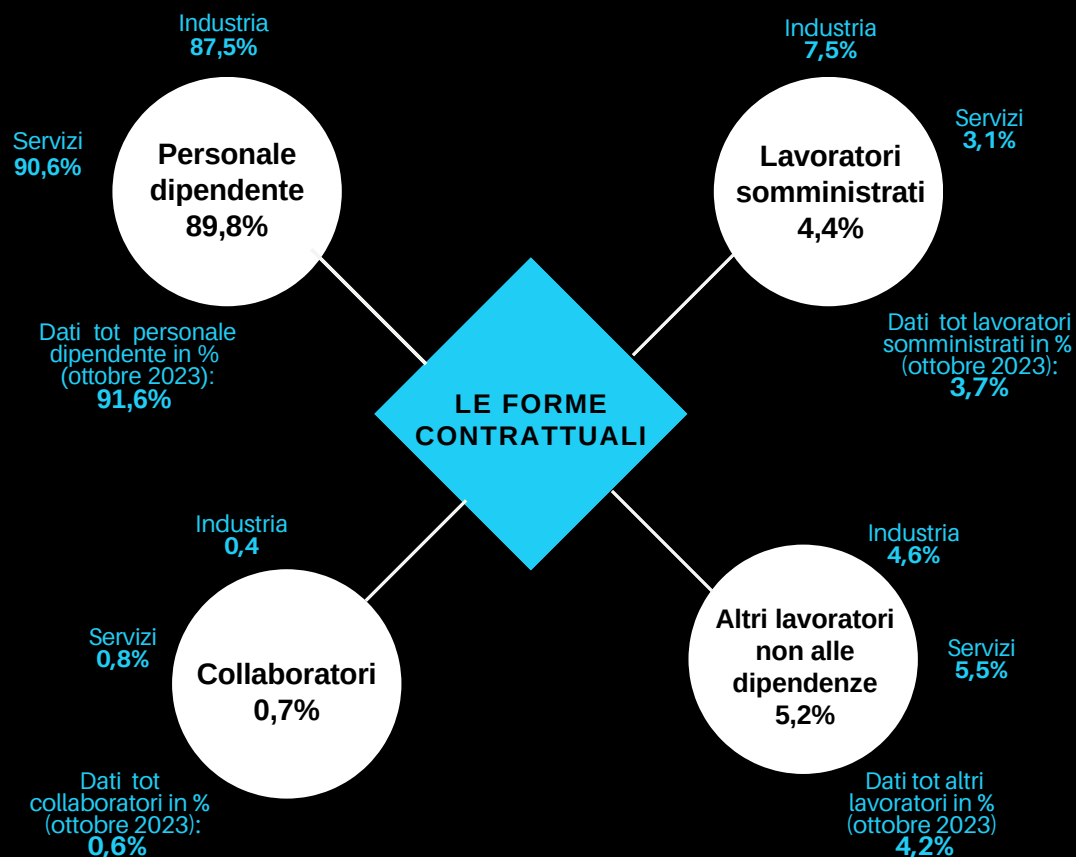 Industria
87,5%
Servizi
90,6%
Personale
dipendente
89,8%
Dati tot personale
dipendente in %
(ottobre 2023):
91,6%
Industria
7,5%
Servizi
3,1%
Lavoratori
somministrati
4,4%
Dati tot lavoratori
somministrati in %
(ottobre 2023):
3,7%
LE FORME
CONTRATTUALI
Industria
0,4
Servizi
0,8%
Collaboratori
0,7%
Dati tot
collaboratori in %
(ottobre 2023):
0,6%
Industria
4,6%
Servizi
5,5%
Altri lavoratori
non alle
dipendenze
5,2%
Dati tot altri
lavoratori in %
(ottobre 2023)
4,2%